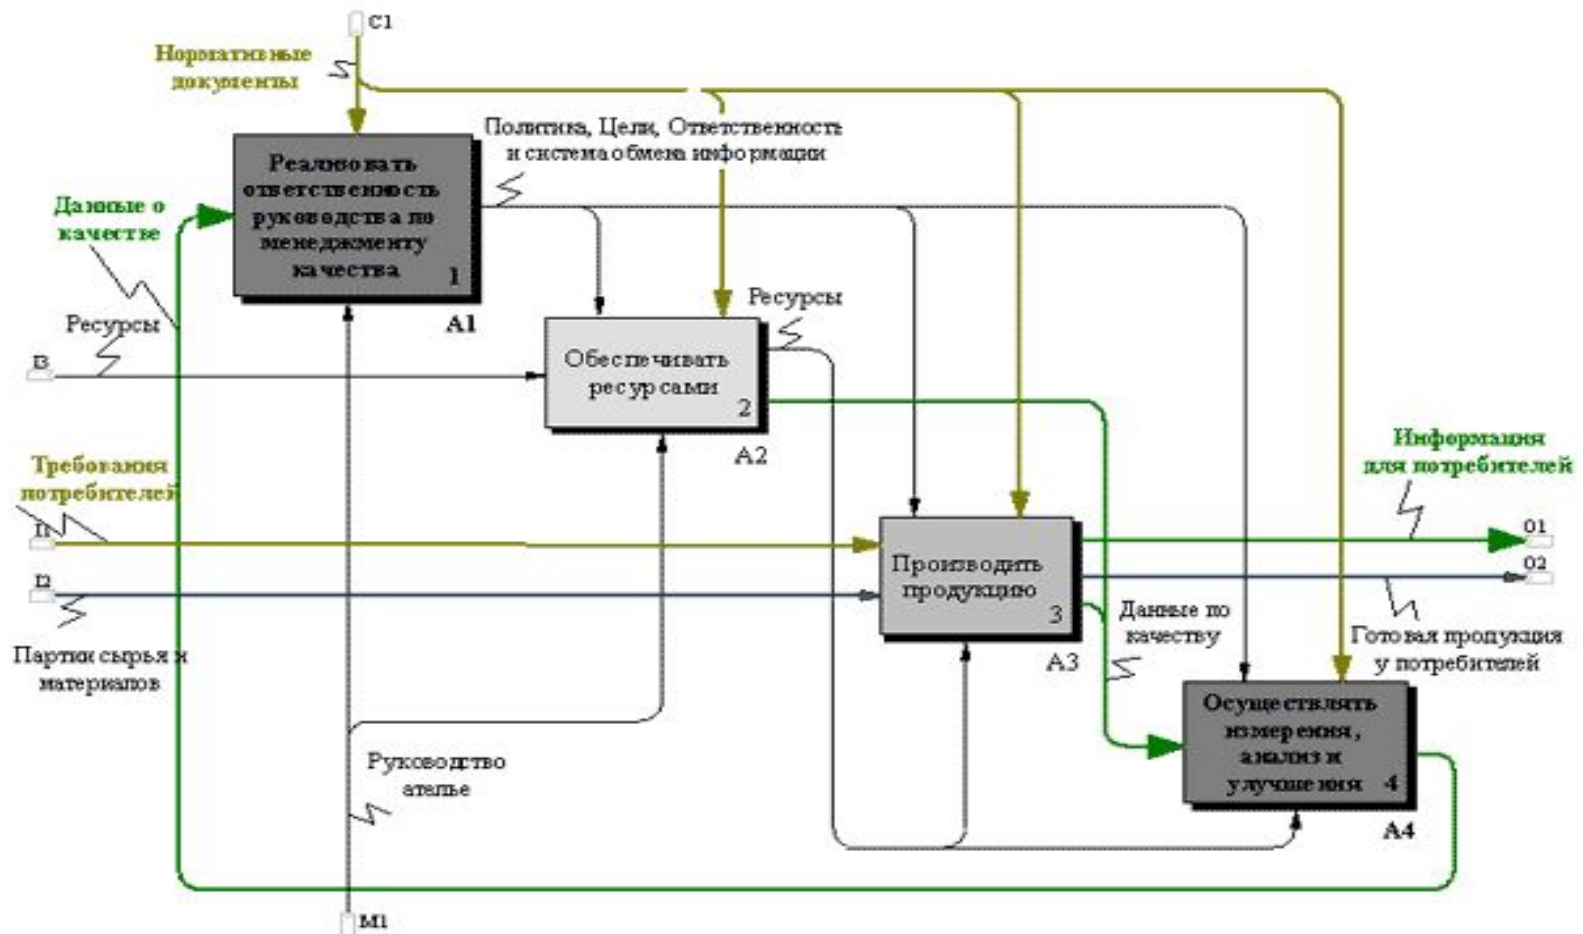 C1
Нормативные
документы
Политика, Цели, Ответственность
и система обмена информации
Реализовать
ответственность
руководства по
менеджменту
качества
1
A1
Данные о
качестве
Ресурсы
I3
Ресурсы
Обеспечивать
ресурсами
2
A2
Требования
потребителей
I1
I2
Партии сырья и
материалов
Информация
для потребителей
O1
O2
Производить
продукцию
3
A3
Данные по
качеству
Готовая продукция
у потребителей
Осуществлять
измерения,
анализ и
улучшения
4
A4
Руководство
ателье
M1